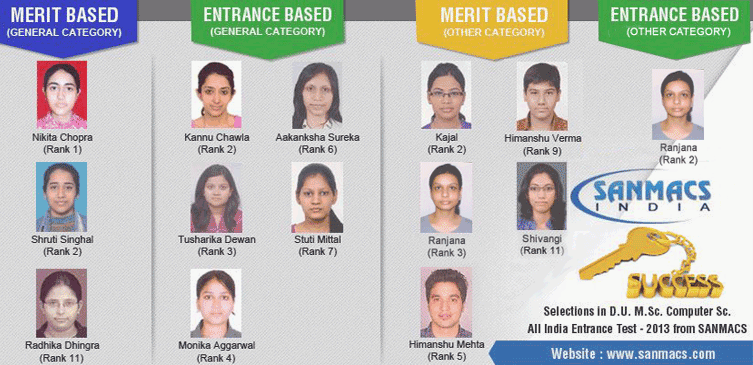 MERIT BASED
(GENERAL CATEGORY)
Nikita Chopra
(Rank 1)
Shruti Singhal
(Rank 2)
Radhika Dhingra
(Rank 11)
ENTRANCE BASED
(GENERAL CATEGORY)
Kannu Chawla
(Rank 2)
Aakanksha Sureka
(Rank 6)
Tusharika Dewan
(Rank 3)
Stuti Mittal
(Rank 7)
Monika Aggarwal
(Rank 4)
MERIT BASED
(OTHER CATEGORY)
Kajal
(Rank 2)
Himanshu Verma
(Rank 9)
Ranjana
(Rank 3)
Shivangi
(Rank 11)
Himanshu Mehta
(Rank 5)
ENTRANCE BASED
(OTHER CATEGORY)
Ranjana
(Rank 2)
SANMACS
INDIA
SUCCESS
Selections in D.U. M.Sc. Computer Sc.
All India Entrance Test - 2013 from SANMACS
Website : www.sanmacs.com